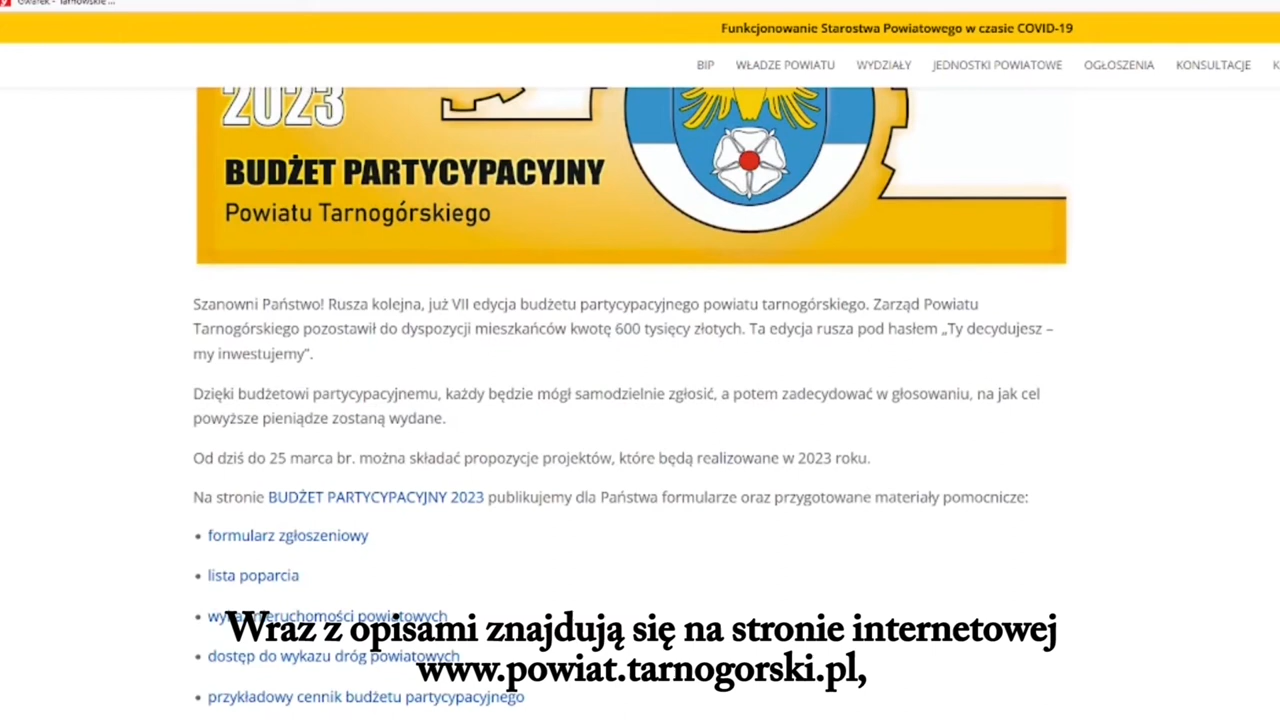 Gwarek - Tarnowskie ...
Funkcjonowanie Starostwa Powiatowego w czasie COVID-19
BIP WŁADZE POWIATU WYDZIAŁY JEDNOSTKI POWIATOWE OGŁOSZENIA KONSULTACJE K
2023
BUDŻET PARTYCYPACYJNY
Powiatu Tarnogórskiego
Szanowni Państwo! Rusza kolejna, już VII edycja budżetu partycypacyjnego powiatu tarnogórskiego. Zarząd Powiatu
Tarnogórskiego pozostawił do dyspozycji mieszkańców kwotę 600 tysięcy złotych. Ta edycja rusza pod hasłem „Ty decydujesz –
my inwestujemy”.
Dzięki budżetowi partycypacyjnemu, każdy będzie mógł samodzielnie zgłosić, a potem zadecydować w głosowaniu, na jak cel
powyższe pieniądze zostaną wydane.
Od dziś do 25 marca br. można składać propozycje projektów, które będą realizowane w 2023 roku.
Na stronie BUDŻET PARTYCYPACYJNY 2023 publikujemy dla Państwa formularze oraz przygotowane materiały pomocnicze:
• formularz zgłoszeniowy
• lista poparcia
• wykaz nieruchomości powiatowych
Wraz z opisami znajdują się na stronie internetowej
• dostęp do wykazu dróg powiatowych
www.powiat.tarnogorski.pl,
• przykładowy cennik budżetu partycypacyjnego